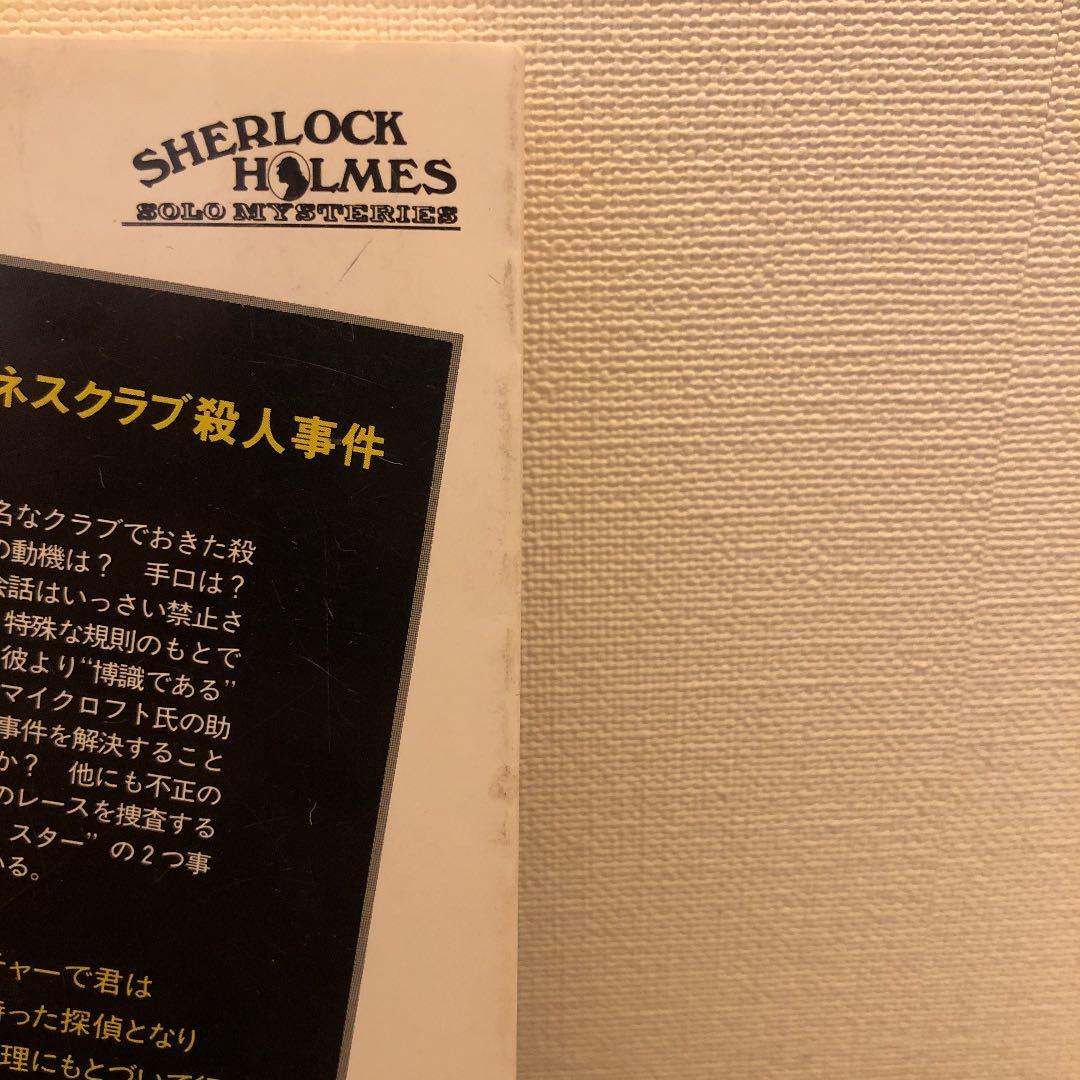 SHERLOCK
HOLMES
SOLO MYSTERIES
ネスクラブ殺人事件
名なクラブでおきた殺
の動機は? 手口は?
会話はいっさい禁止さ
特殊な規則のもとで
彼より“博識である”
マイクロフト氏の助
事件を解決すること
か? 他にも不正の
のレースを捜査する
スター”の2つ事
いる。
チャーで君は
持った探偵となり
理にもとづいて